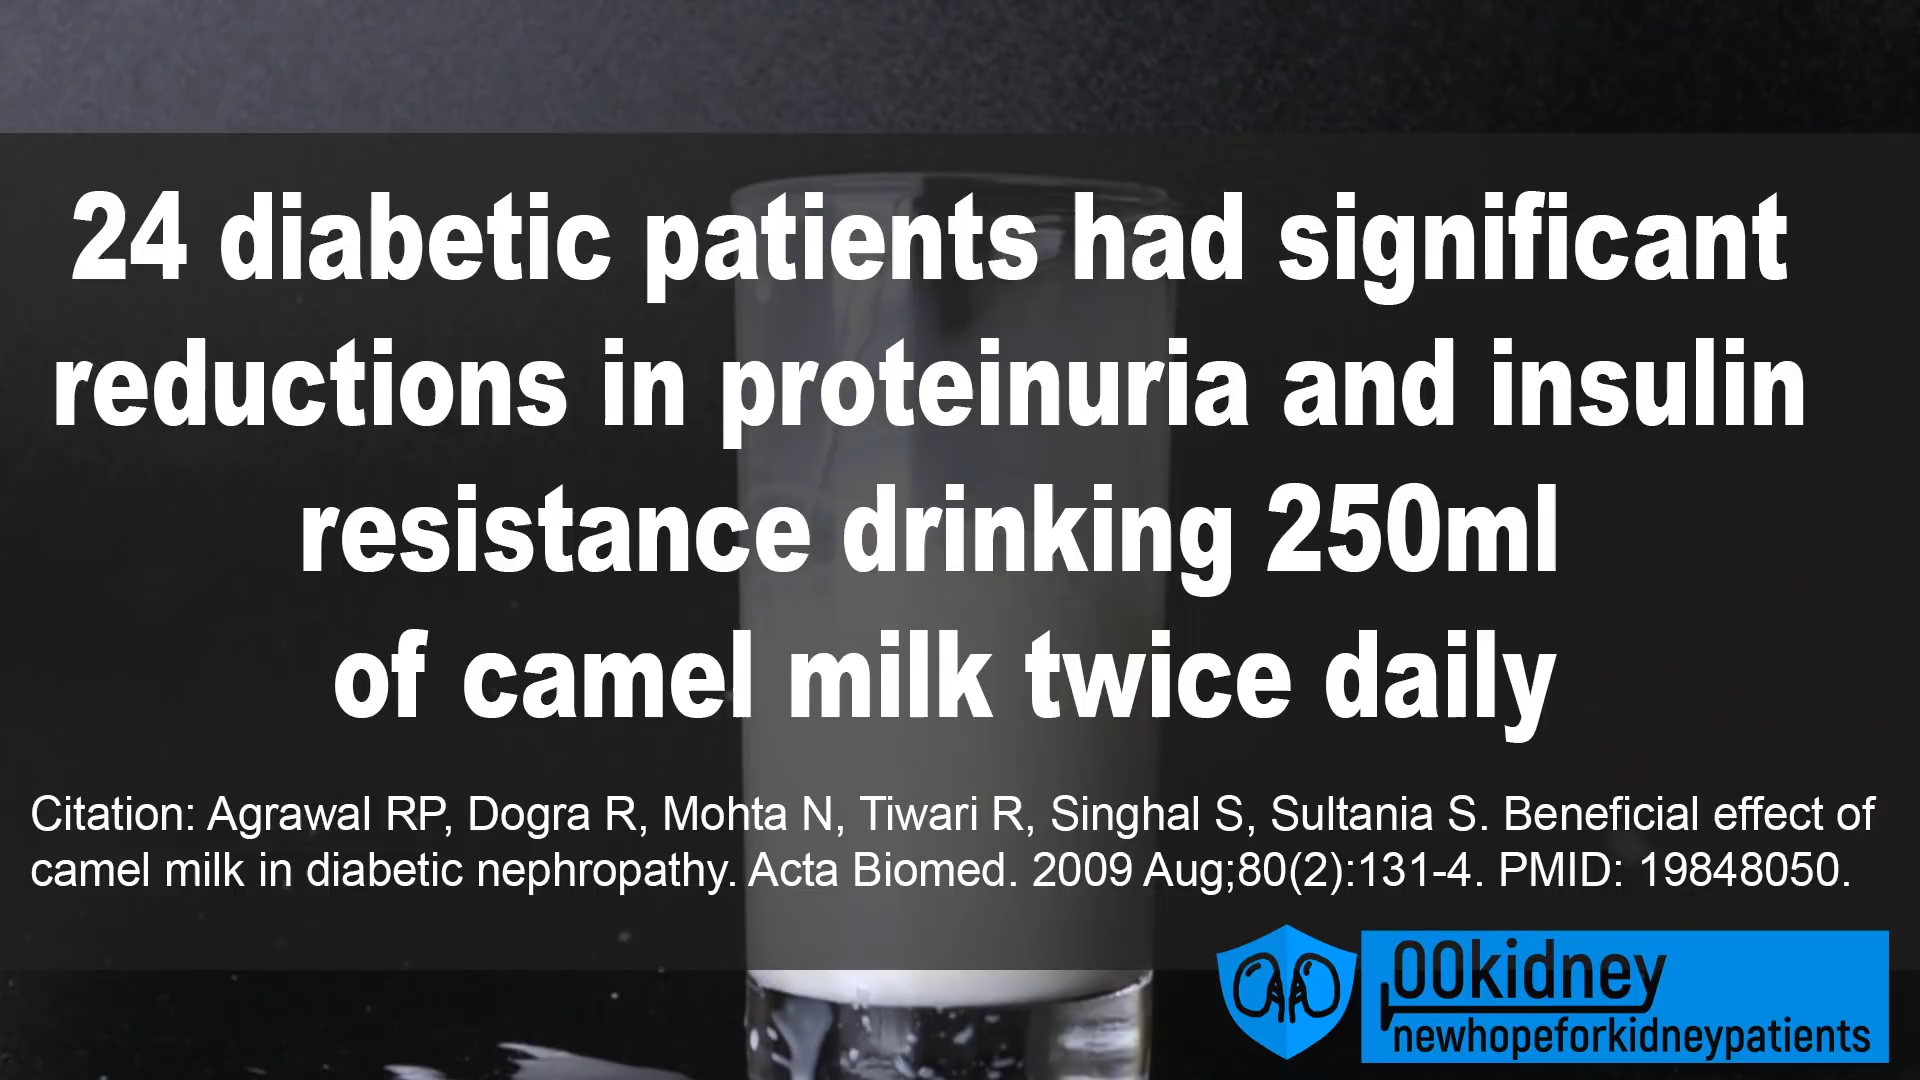 24 diabetic patients had significant
reductions in proteinuria and insulin
resistance drinking 250ml
of camel milk twice daily
Citation: Agrawal RP, Dogra R, Mohta N, Tiwari R, Singhal S, Sultania S. Beneficial effect of
camel milk in diabetic nephropathy. Acta Biomed. 2009 Aug;80(2):131-4. PMID: 19848050.
00kidney
newhopeforkidneypatients